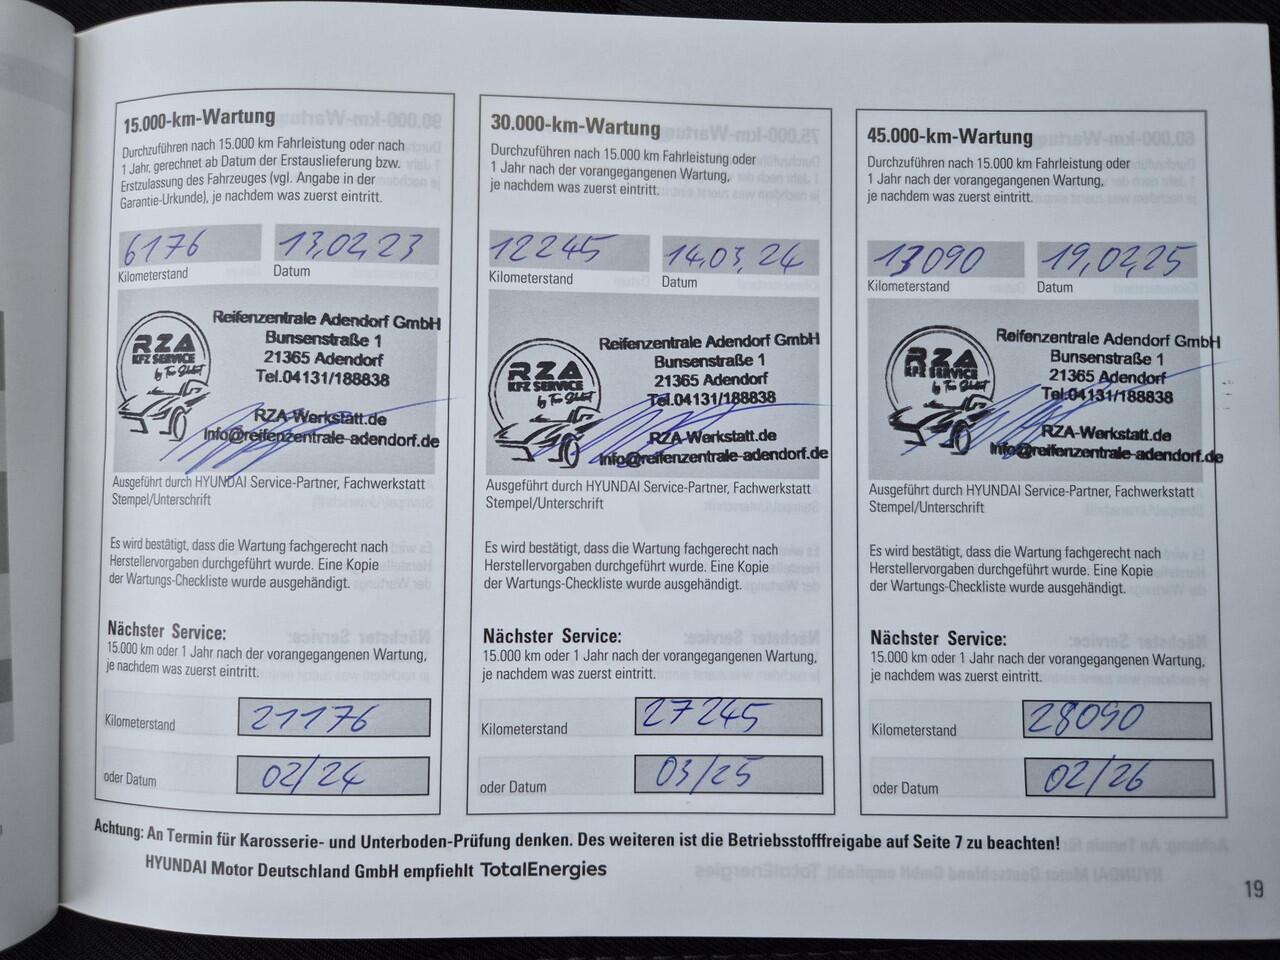 15.000-km-Wartung
Durchzuführen nach 15.000 km Fahrleistung oder nach
1 Jahr, gerechnet ab Datum der Erstauslieferung bzw.
Erstzulassung des Fahrzeuges (vgl. Angabe in der
Garantie-Urkunde), je nachdem was zuerst eintritt.
6176 13,02,23
Kilometerstand Datum
RZA
KFZ SERVICE
Reifenzentrale Adendorf GmbH
Bunsenstraße 1
21365 Adendorf
Tel.04131/188838
RZA-Werkstatt.de
Info@reifenzentrale-adendorf.de
Ausgeführt durch HYUNDAI Service-Partner, Fachwerkstatt
Stempel/Unterschrift
Es wird bestätigt, dass die Wartung fachgerecht nach
Herstellervorgaben durchgeführt wurde. Eine Kopie
der Wartungs-Checkliste wurde ausgehändigt.
Nächster Service:
15.000 km oder 1 Jahr nach der vorangegangenen Wartung,
je nachdem was zuerst eintritt.
Kilometerstand 21176
oder Datum 02/24
30.000-km-Wartung
Durchzuführen nach 15.000 km Fahrleistung oder
1 Jahr nach der vorangegangenen Wartung,
je nachdem was zuerst eintritt.
12245 14,03,24
Kilometerstand Datum
RZA
KFZ SERVICE
Reifenzentrale Adendorf GmbH
Bunsenstraße 1
21365 Adendorf
Tel.04131/188838
RZA-Werkstatt.de
Info@reifenzentrale-adendorf.de
Ausgeführt durch HYUNDAI Service-Partner, Fachwerkstatt
Stempel/Unterschrift
Es wird bestätigt, dass die Wartung fachgerecht nach
Herstellervorgaben durchgeführt wurde. Eine Kopie
der Wartungs-Checkliste wurde ausgehändigt.
Nächster Service:
15.000 km oder 1 Jahr nach der vorangegangenen Wartung,
je nachdem was zuerst eintritt.
Kilometerstand 27245
oder Datum 03/25
45.000-km-Wartung
Durchzuführen nach 15.000 km Fahrleistung oder
1 Jahr nach der vorangegangenen Wartung,
je nachdem was zuerst eintritt.
13090 19,02,25
Kilometerstand Datum
RZA
KFZ SERVICE
Reifenzentrale Adendorf GmbH
Bunsenstraße 1
21365 Adendorf
Tel.04131/188838
RZA-Werkstatt.de
Info@reifenzentrale-adendorf.de
Ausgeführt durch HYUNDAI Service-Partner, Fachwerkstatt
Stempel/Unterschrift
Es wird bestätigt, dass die Wartung fachgerecht nach
Herstellervorgaben durchgeführt wurde. Eine Kopie
der Wartungs-Checkliste wurde ausgehändigt.
Nächster Service:
15.000 km oder 1 Jahr nach der vorangegangenen Wartung,
je nachdem was zuerst eintritt.
Kilometerstand 28090
oder Datum 02/26
Achtung: An Termin für Karosserie- und Unterboden-Prüfung denken. Des weiteren ist die Betriebsstofffreigabe auf Seite 7 zu beachten!
HYUNDAI Motor Deutschland GmbH empfiehlt TotalEnergies
19